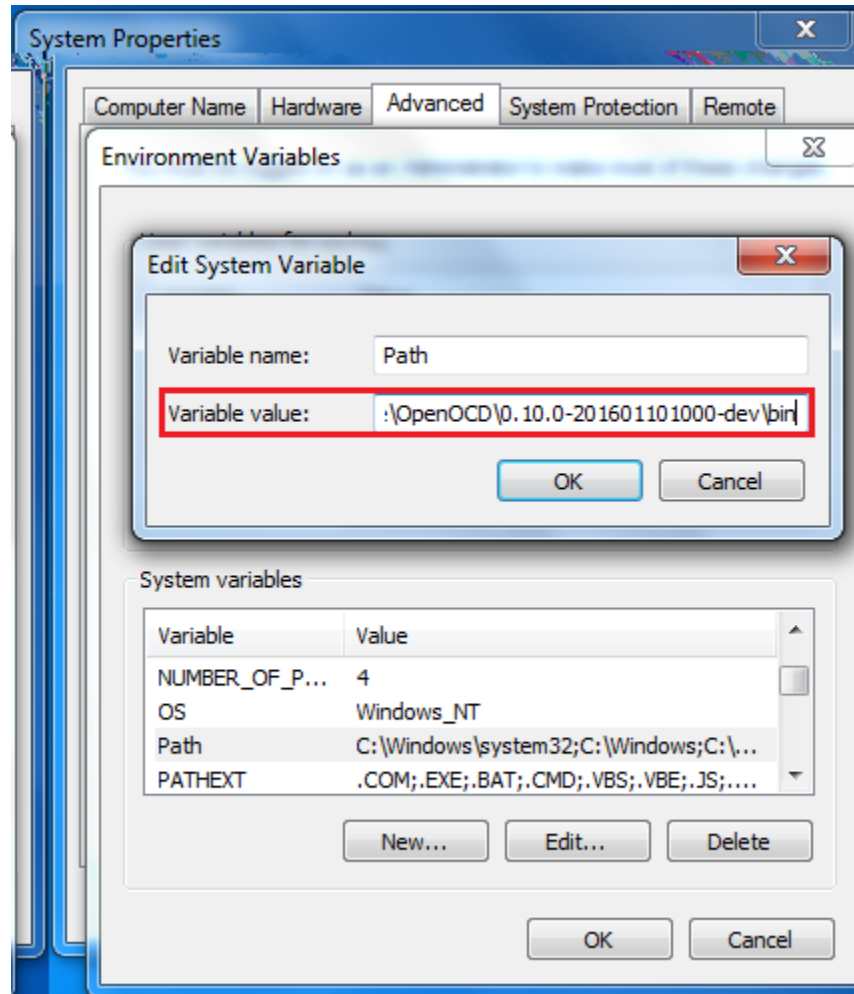 System Properties
Computer Name Hardware Advanced System Protection Remote
Environment Variables
Edit System Variable
Variable name: Path
Variable value: :\OpenOCD\0.10.0-201601101000-dev\bin
OK Cancel
System variables
Variable Value
NUMBER_OF_P... 4
OS Windows_NT
Path C:\Windows\system32;C:\Windows;C:\...
PATHEXT .COM;.EXE;.BAT;.CMD;.VBS;.VBE;.JS;....
New... Edit... Delete
OK Cancel